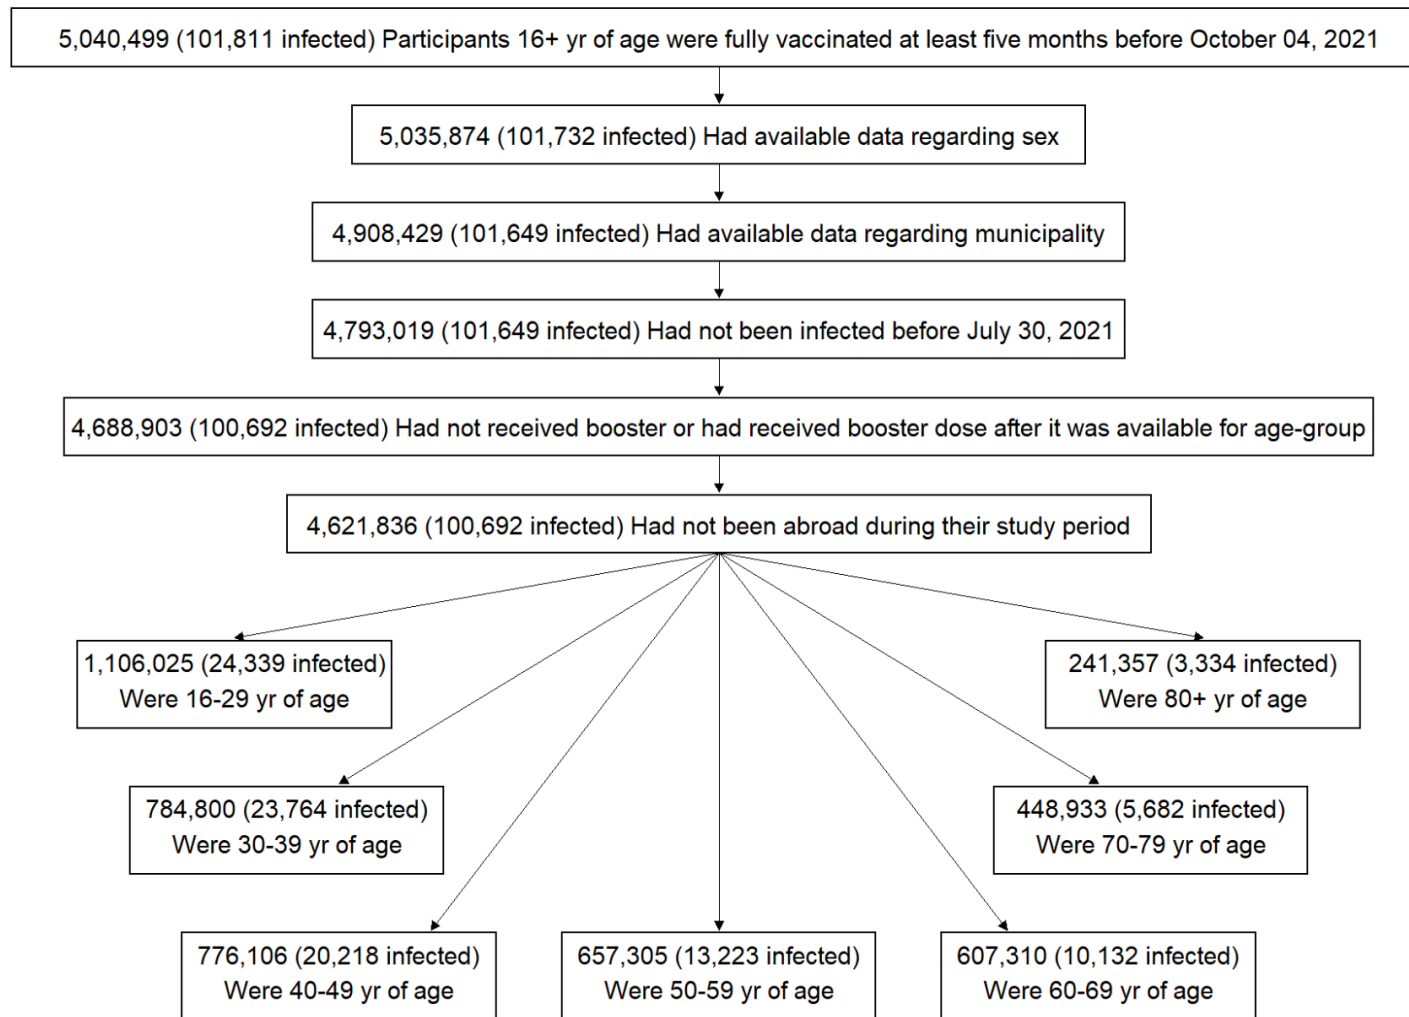 5,040,499 (101,811 infected) Participants 16+ yr of age were fully vaccinated at least five months before October 04, 2021
5,035,874 (101,732 infected) Had available data regarding sex
4,908,429 (101,649 infected) Had available data regarding municipality
4,793,019 (101,649 infected) Had not been infected before July 30, 2021
4,688,903 (100,692 infected) Had not received booster or had received booster dose after it was available for age-group
4,621,836 (100,692 infected) Had not been abroad during their study period
1,106,025 (24,339 infected)
Were 16-29 yr of age
241,357 (3,334 infected)
Were 80+ yr of age
784,800 (23,764 infected)
Were 30-39 yr of age
448,933 (5,682 infected)
Were 70-79 yr of age
776,106 (20,218 infected)
Were 40-49 yr of age
657,305 (13,223 infected)
Were 50-59 yr of age
607,310 (10,132 infected)
Were 60-69 yr of age